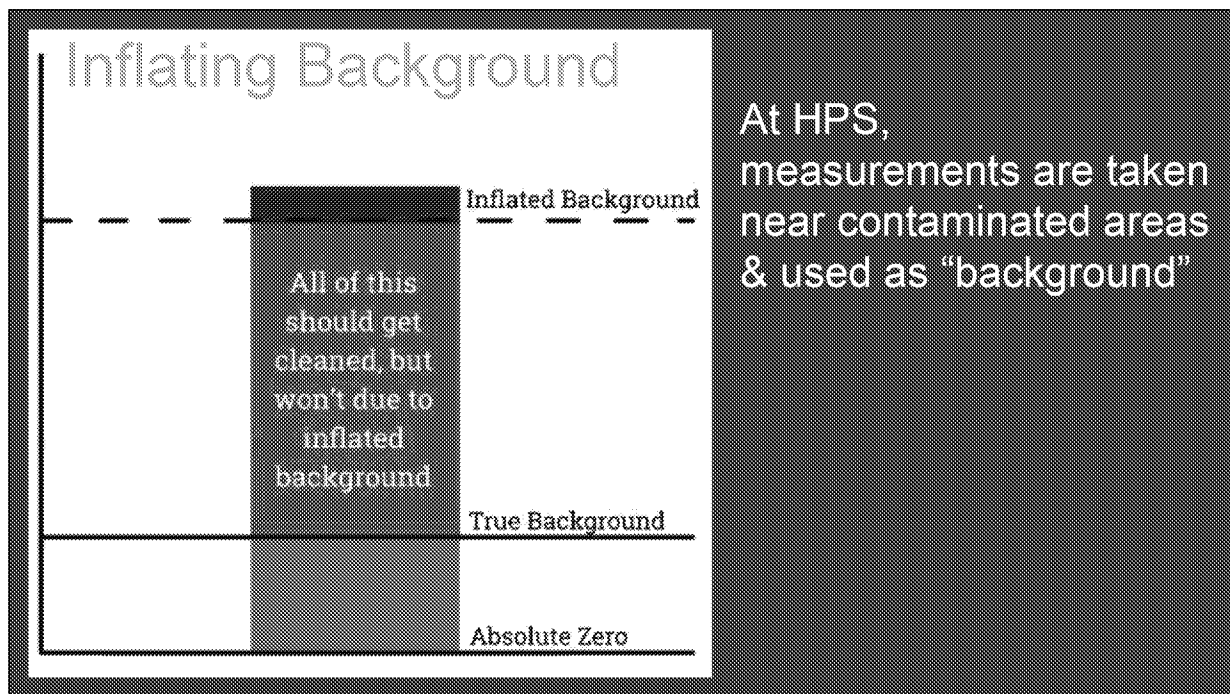 Inflating Background
Inflated Background
All of this
should get
cleaned, but
won't due to
inflated
background
True Background
Absolute Zero
At HPS,
measurements are taken
near contaminated areas
& used as “background”